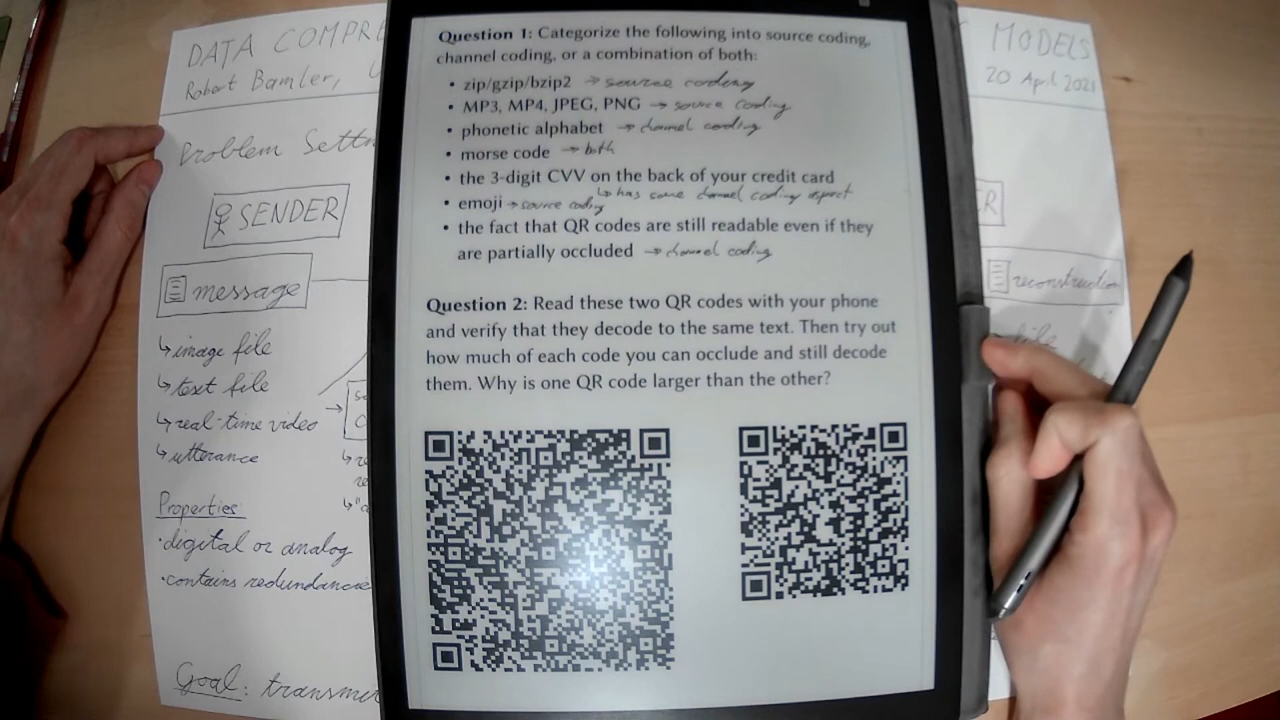 DATA COMPRE
Robert Bamler,
MODELS
20 April 2021
Problem Settin
SENDER
message
↳ image file
↳ text file
↳ real-time video
↳ utterance
Properties:
· digital or analog
· contains redundancies
Goal: transmit
Question 1: Categorize the following into source coding,
channel coding, or a combination of both:
• zip/gzip/bzip2 → source coding
• MP3, MP4, JPEG, PNG → source coding
• phonetic alphabet → channel coding
• morse code → both
• the 3-digit CVV on the back of your credit card
↳ has some channel coding aspect
• emoji → source coding
• the fact that QR codes are still readable even if they
are partially occluded → channel coding
Question 2: Read these two QR codes with your phone
and verify that they decode to the same text. Then try out
how much of each code you can occlude and still decode
them. Why is one QR code larger than the other?
ER
reconstruction
file